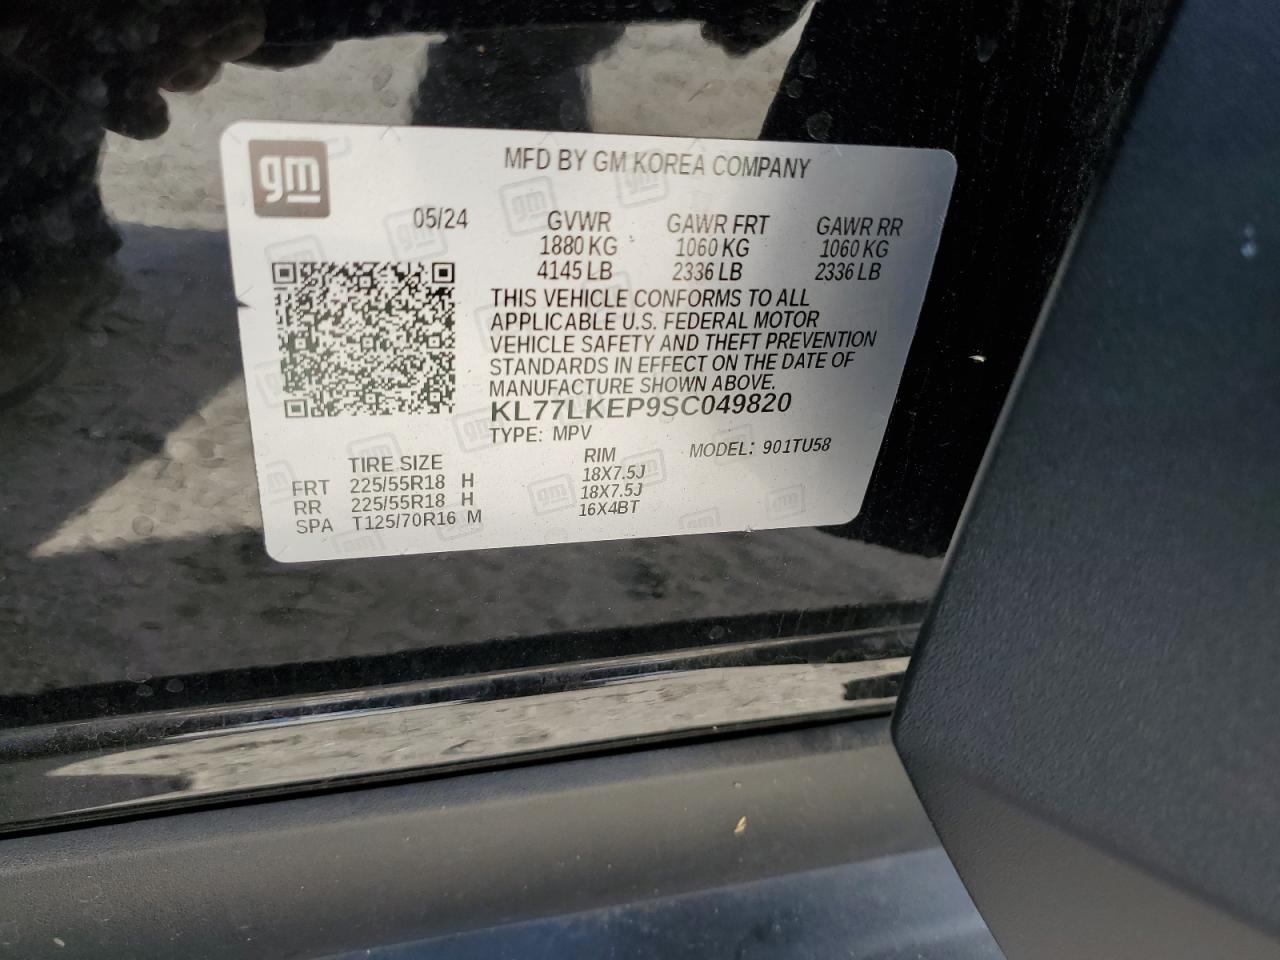 gm
MFD BY GM KOREA COMPANY
05/24 GVWR GAWR FRT GAWR RR
1880 KG 1060 KG 1060 KG
4145 LB 2336 LB 2336 LB
THIS VEHICLE CONFORMS TO ALL
APPLICABLE U.S. FEDERAL MOTOR
VEHICLE SAFETY AND THEFT PREVENTION
STANDARDS IN EFFECT ON THE DATE OF
MANUFACTURE SHOWN ABOVE.
KL77LKEP9SC049820
TYPE: MPV MODEL: 901TU58
TIRE SIZE RIM
FRT 225/55R18 H 18X7.5J
RR 225/55R18 H 18X7.5J
SPA T125/70R16 M 16X4BT